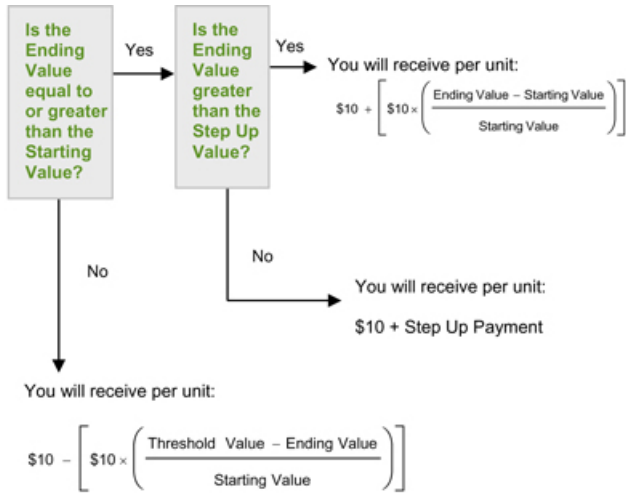 Is the
Ending
Value
equal to
or greater
than the
Starting
Value?
Yes
Is the
Ending
Value
greater
than the
Step Up
Value?
Yes
You will receive per unit:
$10 + [ $10 × ( Ending Value – Starting Value
Starting Value ) ]
No
No
You will receive per unit:
$10 + Step Up Payment
You will receive per unit:
$10 – [ $10 × ( Threshold Value – Ending Value
Starting Value ) ]